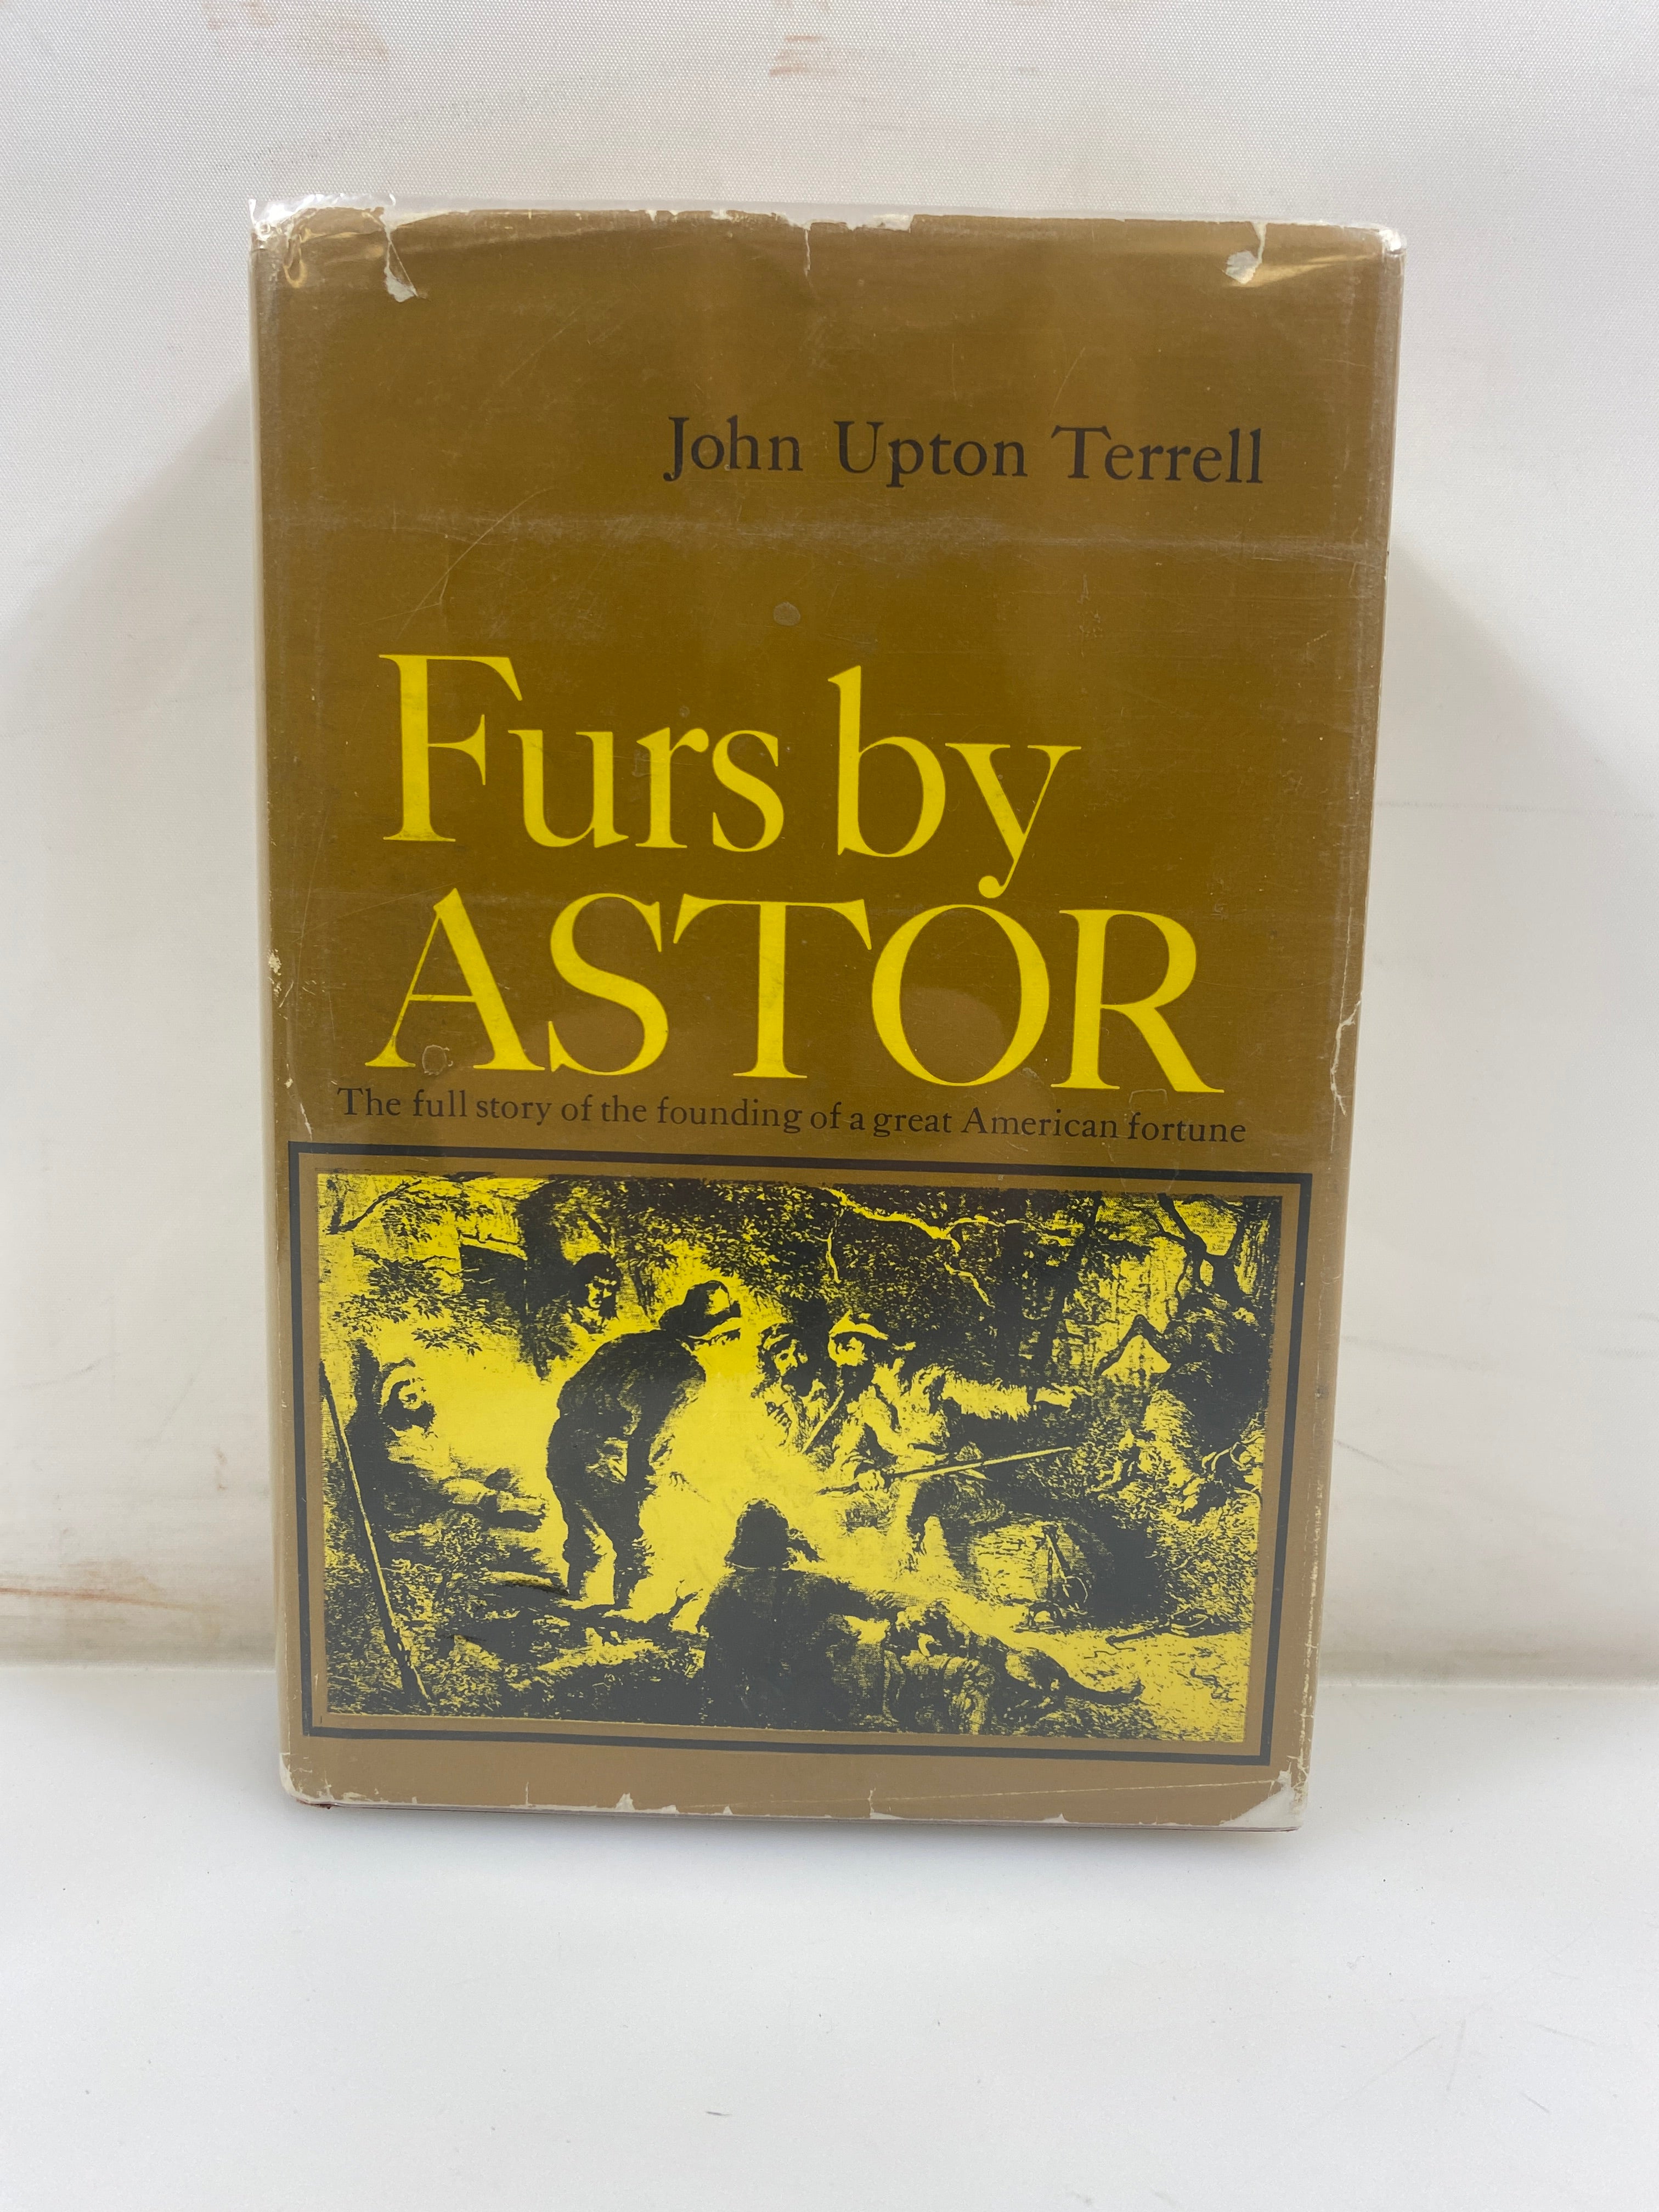 John Upton Terrell
Furs by
ASTOR
The full story of the founding of a great American fortune